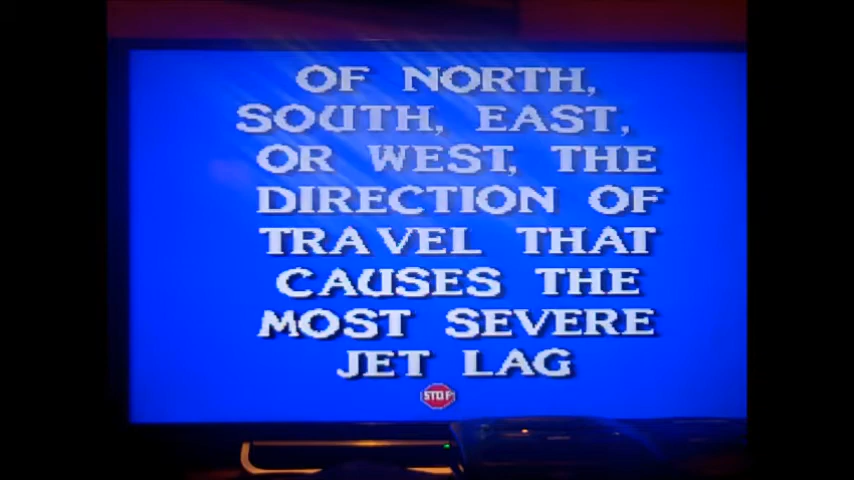 OF NORTH,
SOUTH, EAST,
OR WEST, THE
DIRECTION OF
TRAVEL THAT
CAUSES THE
MOST SEVERE
JET LAG
STOP